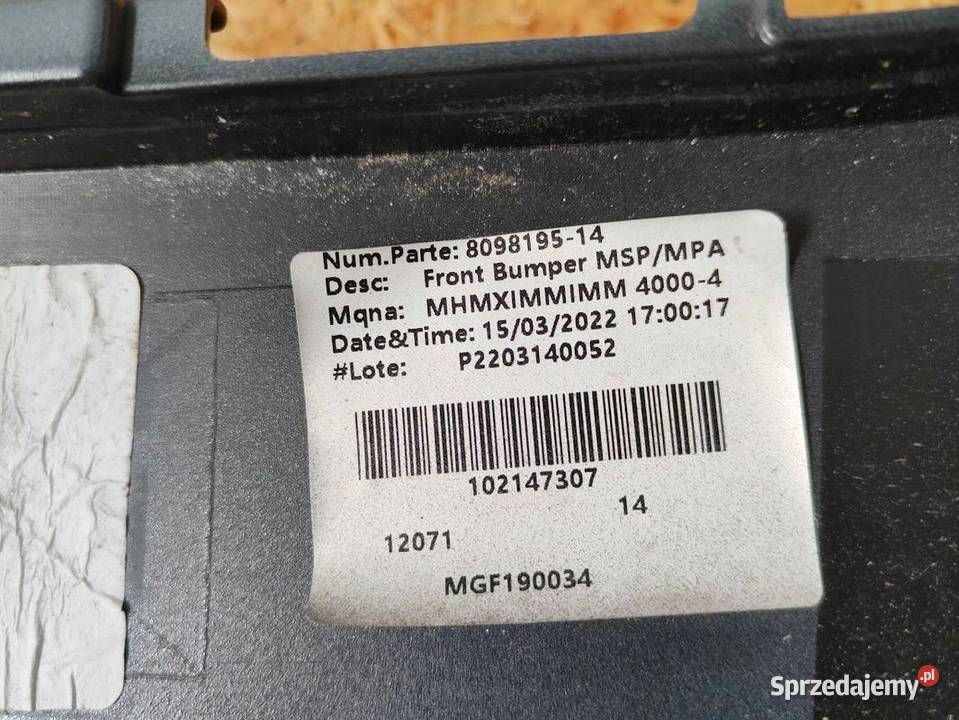 Num.Parte: 8098195-14
Desc: Front Bumper MSP/MPA
Mqna: MHMXIMMIMM 4000-4
Date&Time: 15/03/2022 17:00:17
#Lote: P2203140052
102147307
14
12071
MGF190034
Sprzedajemy.pl